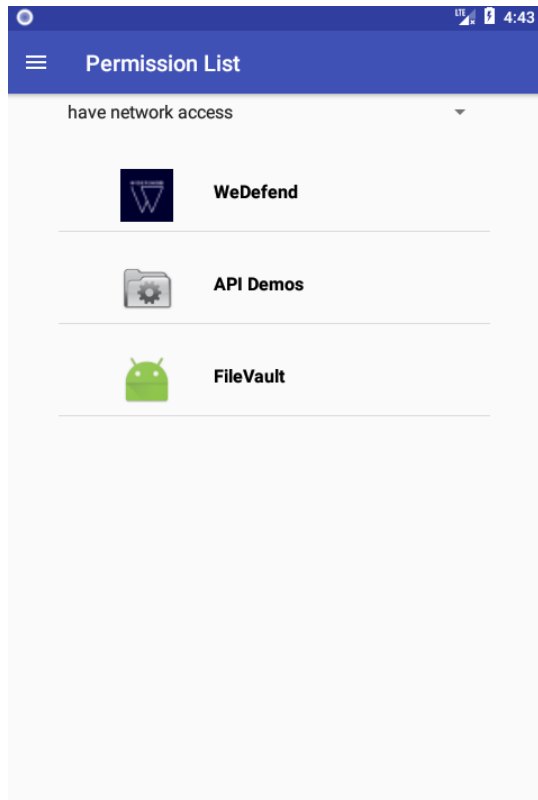 LTE 4:43
Permission List
have network access
WeDefend
API Demos
FileVault